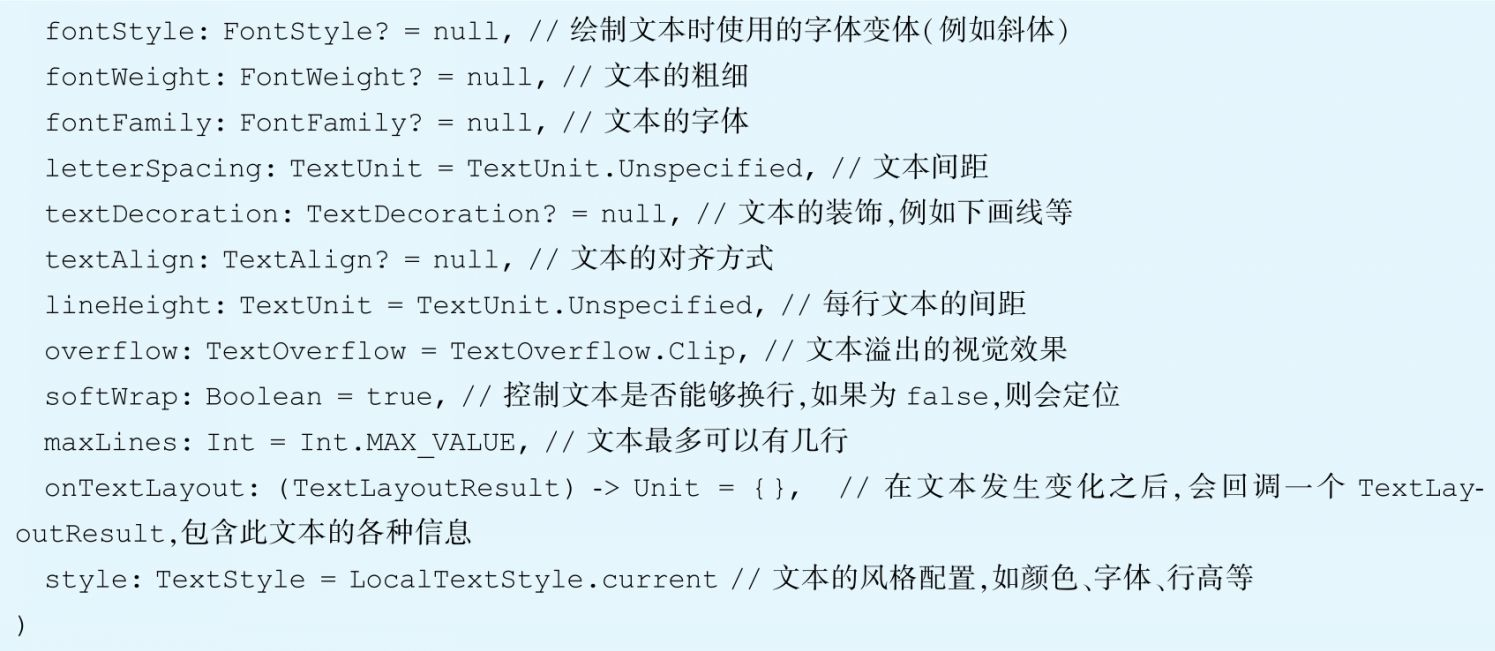 fontStyle: FontStyle? = null, // 绘制文本时使用的字体变体(例如斜体)
fontWeight: FontWeight? = null, // 文本的粗细
fontFamily: FontFamily? = null, // 文本的字体
letterSpacing: TextUnit = TextUnit.Unspecified, // 文本间距
textDecoration: TextDecoration? = null, // 文本的装饰,例如下画线等
textAlign: TextAlign? = null, // 文本的对齐方式
lineHeight: TextUnit = TextUnit.Unspecified, // 每行文本的间距
overflow: TextOverflow = TextOverflow.Clip, // 文本溢出的视觉效果
softWrap: Boolean = true, // 控制文本是否能够换行,如果为 false,则会定位
maxLines: Int = Int.MAX_VALUE, // 文本最多可以有几行
onTextLayout: (TextLayoutResult) -> Unit = {}, // 在文本发生变化之后,会回调一个 TextLay-
outResult,包含此文本的各种信息
style: TextStyle = LocalTextStyle.current // 文本的风格配置,如颜色、字体、行高等
)